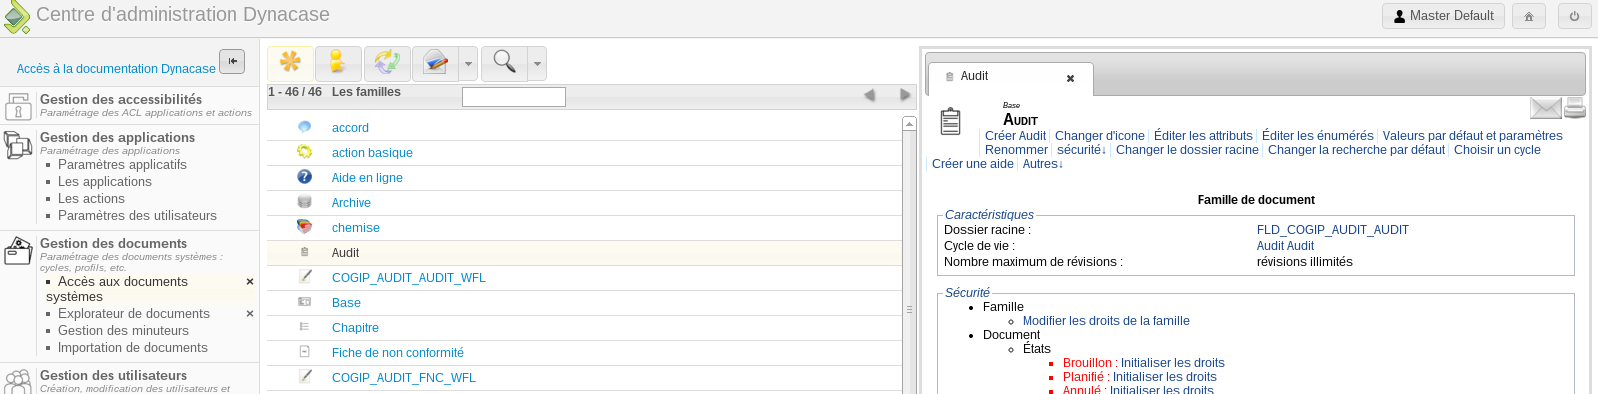 Centre d'administration Dynacase
Master Default
Accès à la documentation Dynacase
Gestion des accessibilités
Paramétrage des ACL applications et actions
Gestion des applications
Paramétrage des applications
Paramètres applicatifs
Les applications
Les actions
Paramètres des utilisateurs
Gestion des documents
Paramétrage des documents systèmes :
cycles, profils, etc.
Accès aux documents
systèmes
Explorateur de documents
Gestion des minuteurs
Importation de documents
Gestion des utilisateurs
Création, modification des utilisateurs et
1 - 46 / 46 Les familles
accord
action basique
Aide en ligne
Archive
chemise
Audit
COGIP_AUDIT_AUDIT_WFL
Base
Chapitre
Fiche de non conformité
COGIP_AUDIT_FNC_WFL
Audit
Base
AUDIT
Créer Audit Changer d'icone Éditer les attributs Éditer les énumérés Valeurs par défaut et paramètres
Renommer sécurité↓ Changer le dossier racine Changer la recherche par défaut Choisir un cycle
Créer une aide Autres↓
Famille de document
Caractéristiques
Dossier racine : FLD_COGIP_AUDIT_AUDIT
Cycle de vie : Audit Audit
Nombre maximum de révisions : révisions illimités
Sécurité
Famille
Modifier les droits de la famille
Document
États
Brouillon : Initialiser les droits
Planifié : Initialiser les droits
Annulé : Initialiser les droits